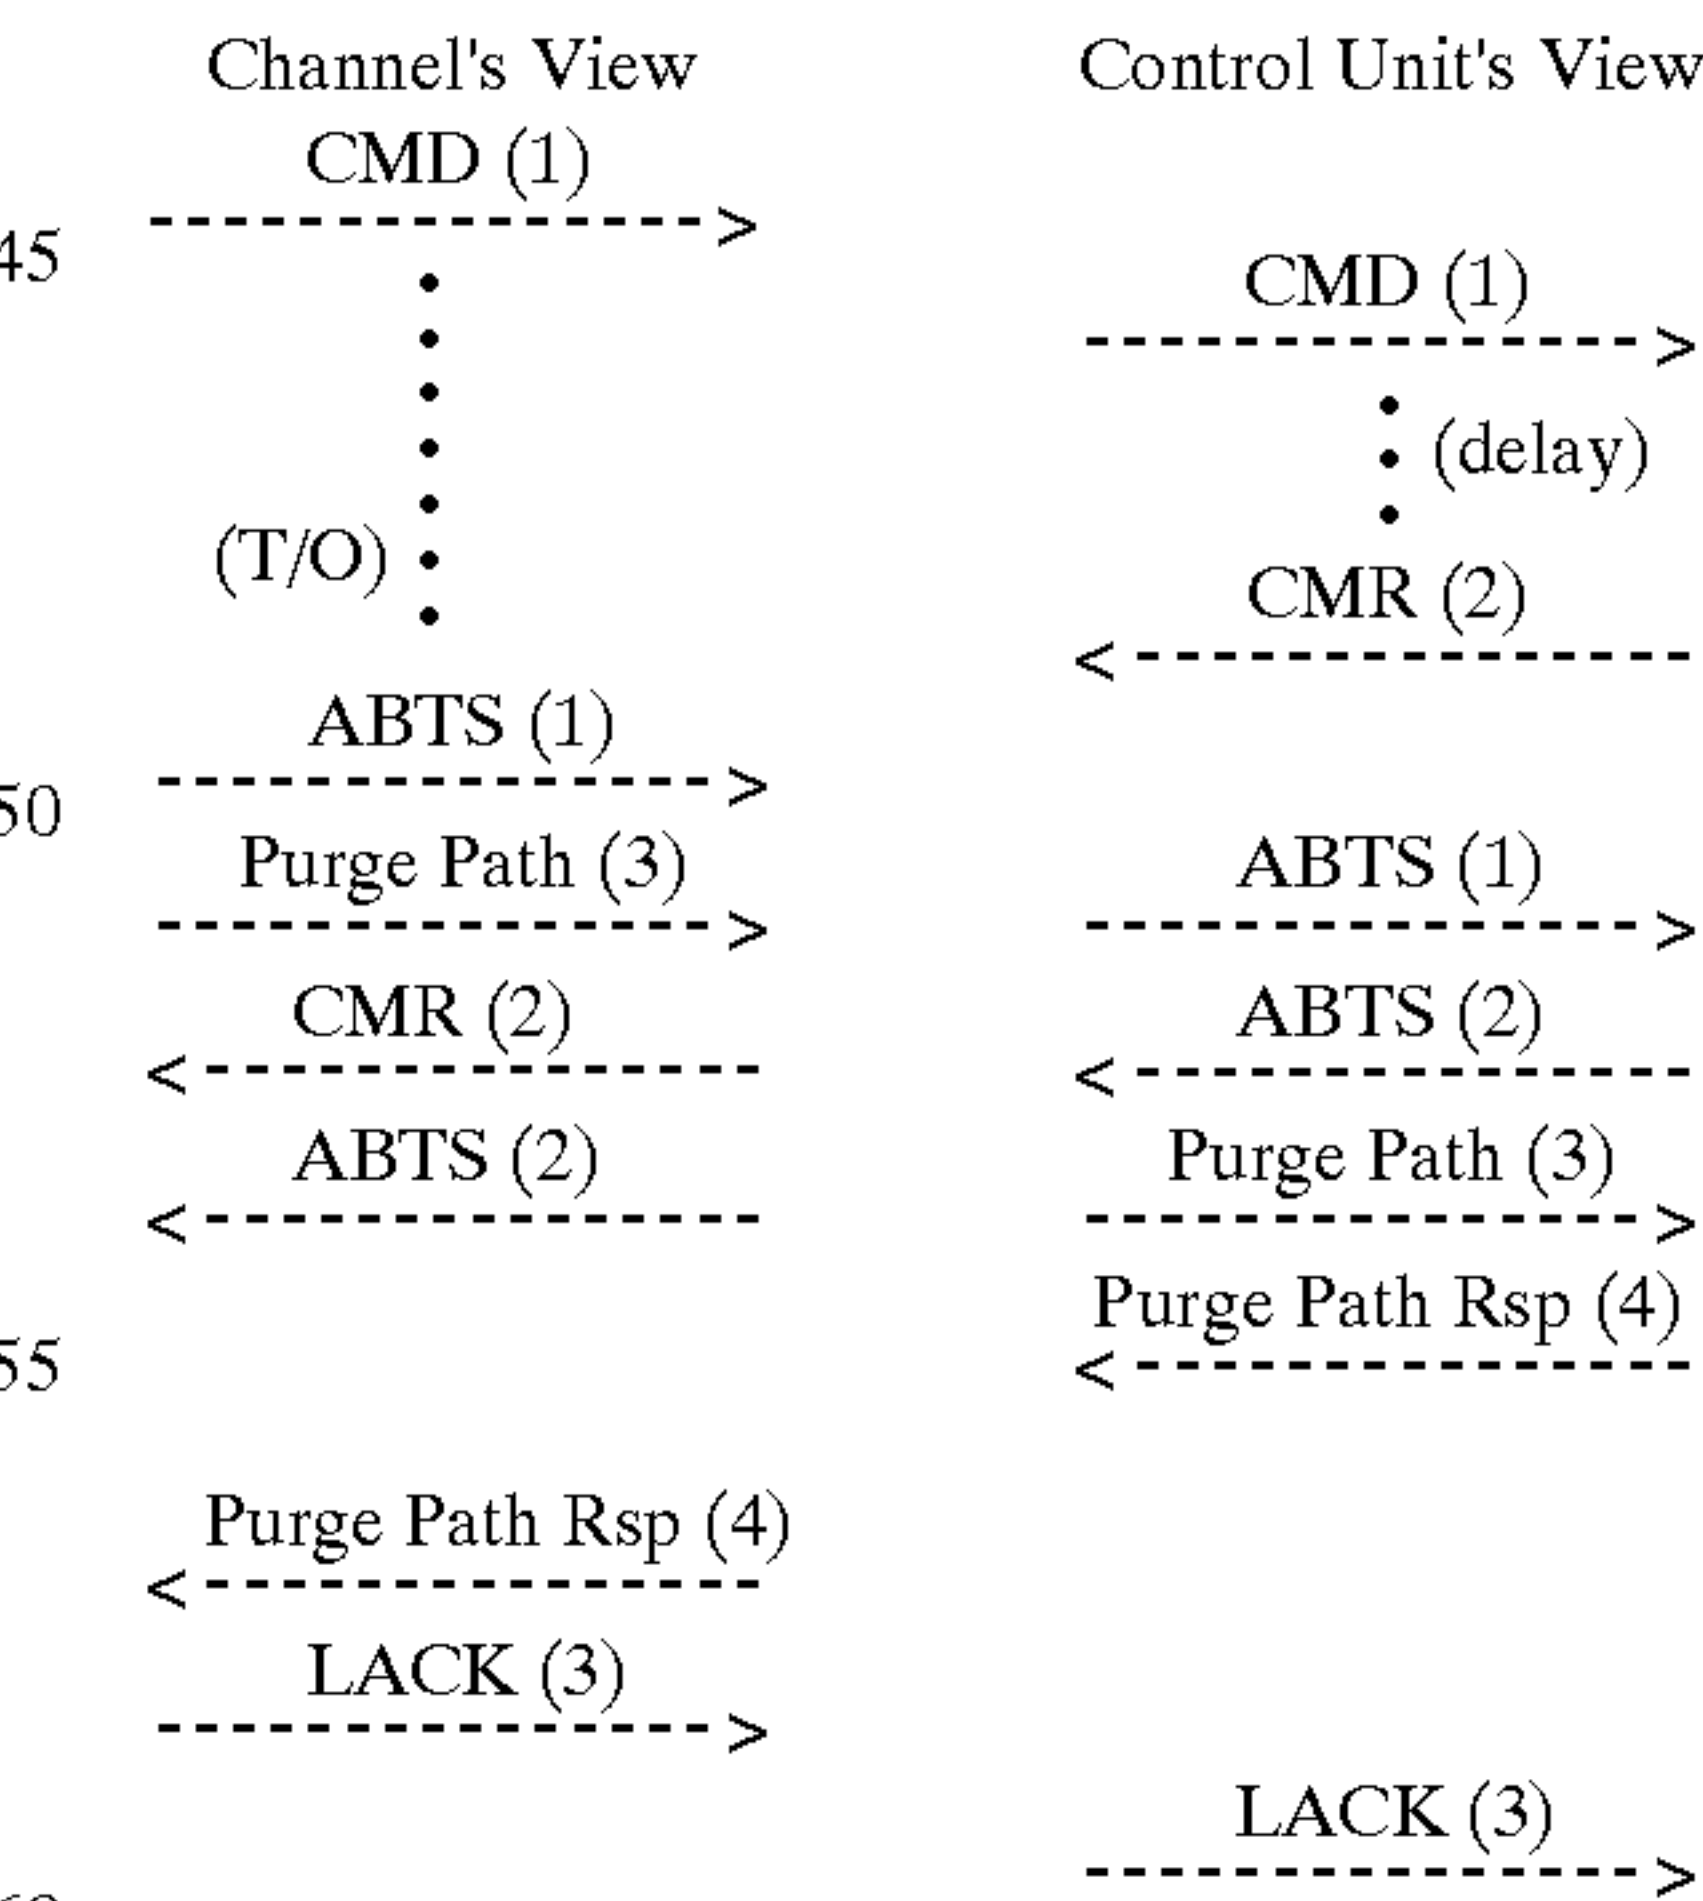 Channel's View Control Unit's View
CMD (1)
45
CMD (1)
(delay)
(T/O)
CMR (2)
ABTS (1)
50
Purge Path (3) ABTS (1)
CMR (2) ABTS (2)
ABTS (2) Purge Path (3)
Purge Path Rsp (4)
55
Purge Path Rsp (4)
LACK (3)
LACK (3)